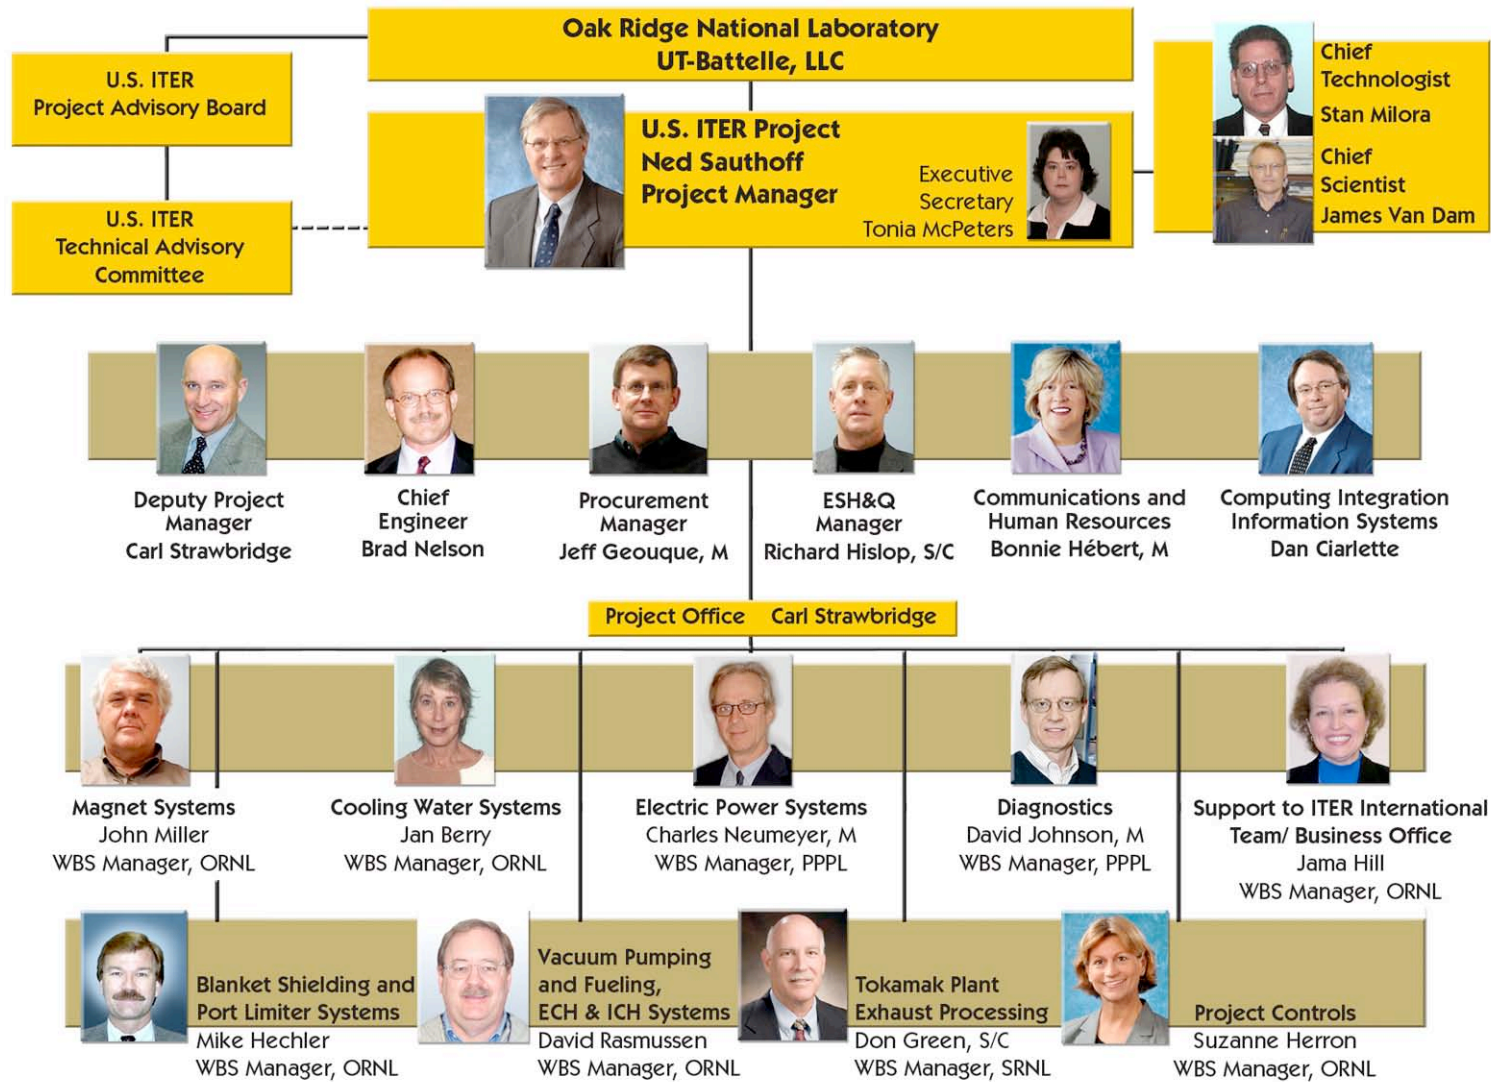 Oak Ridge National Laboratory
UT-Battelle, LLC
U.S. ITER
Project Advisory Board
U.S. ITER
Technical Advisory
Committee
U.S. ITER Project
Ned Sauthoff
Project Manager
Executive
Secretary
Tonia McPeters
Chief
Technologist
Stan Milora
Chief
Scientist
James Van Dam
Deputy Project
Manager
Carl Strawbridge
Chief
Engineer
Brad Nelson
Procurement
Manager
Jeff Geouque, M
ESH&Q
Manager
Richard Hislop, S/C
Communications and
Human Resources
Bonnie Hébert, M
Computing Integration
Information Systems
Dan Ciarlette
Project Office Carl Strawbridge
Magnet Systems
John Miller
WBS Manager, ORNL
Cooling Water Systems
Jan Berry
WBS Manager, ORNL
Electric Power Systems
Charles Neumeyer, M
WBS Manager, PPPL
Diagnostics
David Johnson, M
WBS Manager, PPPL
Support to ITER International
Team/ Business Office
Jama Hill
WBS Manager, ORNL
Blanket Shielding and
Port Limiter Systems
Mike Hechler
WBS Manager, ORNL
Vacuum Pumping
and Fueling,
ECH & ICH Systems
David Rasmussen
WBS Manager, ORNL
Tokamak Plant
Exhaust Processing
Don Green, S/C
WBS Manager, SRNL
Project Controls
Suzanne Herron
WBS Manager, ORNL